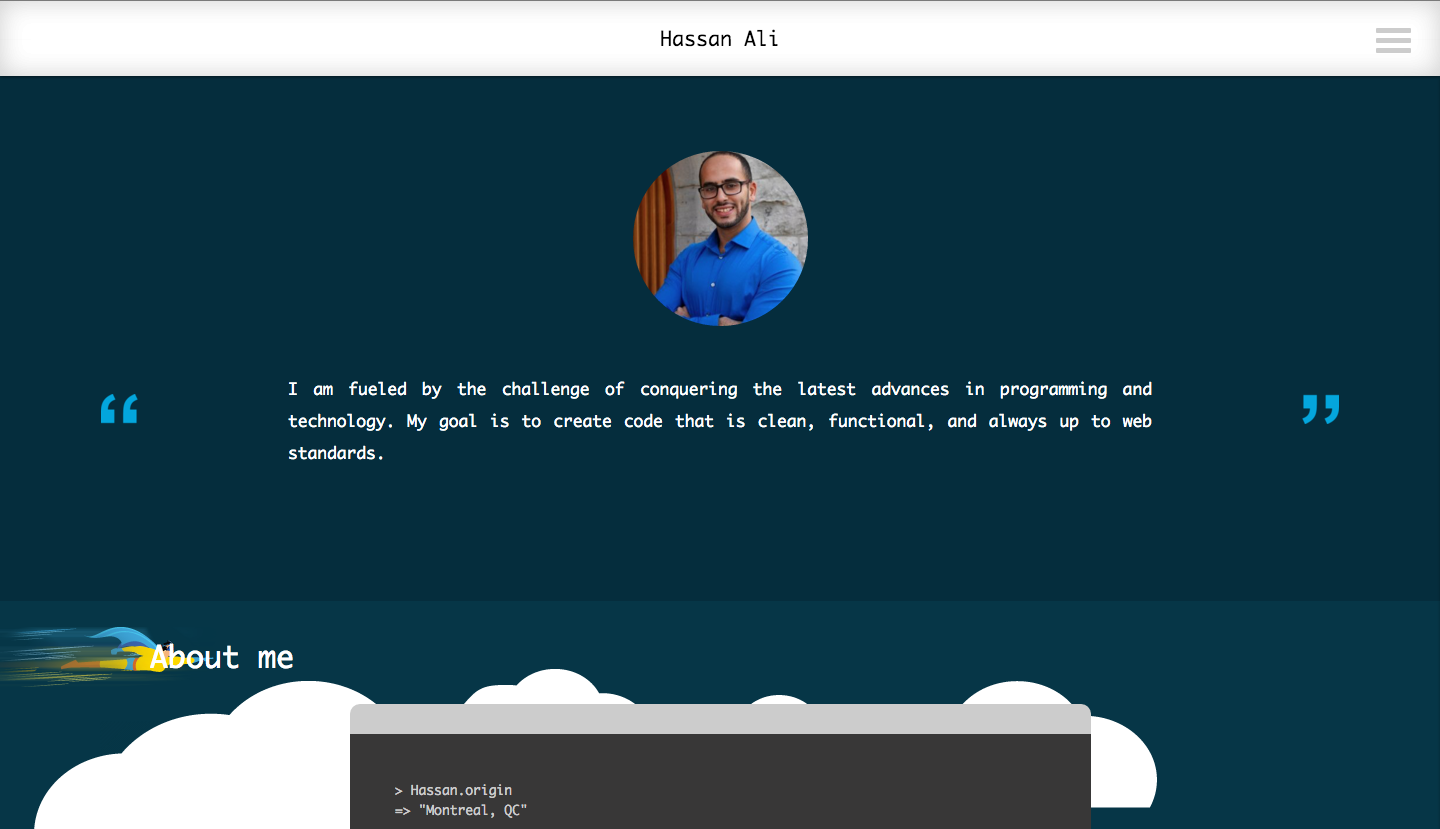 Hassan Ali
“
I am fueled by the challenge of conquering the latest advances in programming and
technology. My goal is to create code that is clean, functional, and always up to web
standards.
”
About me
> Hassan.origin
=> "Montreal, QC"